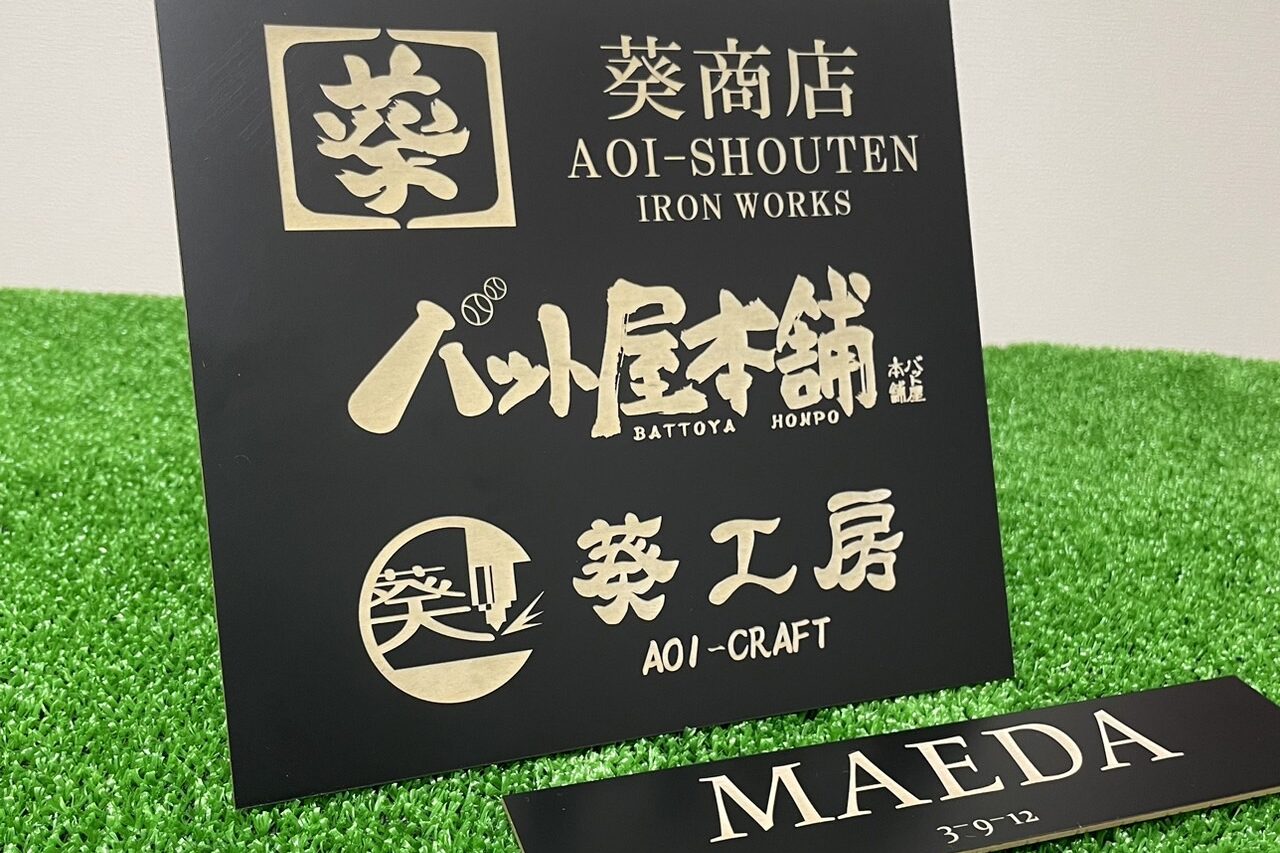 葵
葵商店
AOI-SHOUTEN
IRON WORKS
バット屋本舗
バット屋
本舗
BATTOYA HONPO
葵
葵工房
AOI-CRAFT
MAEDA
3-9-12